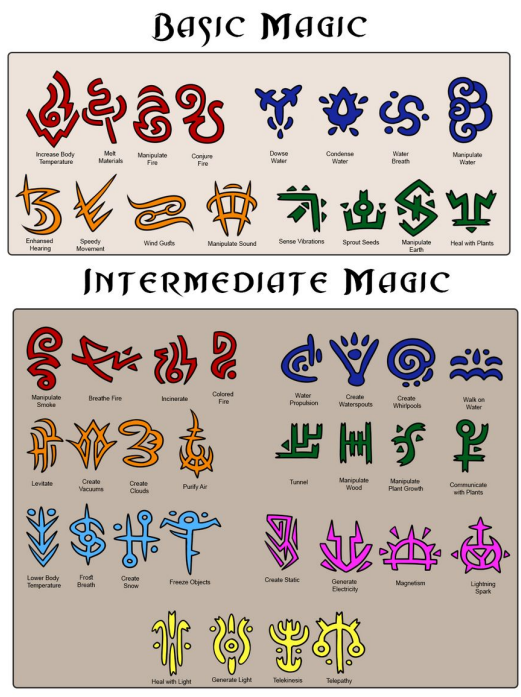 BASIC MAGIC
Increase Body
Temperature
Melt
Materials
Manipulate
Fire
Conjure
Fire
Dowse
Water
Condense
Water
Water
Breath
Manipulate
Water
Enhansed
Hearing
Speedy
Movement
Wind Gusts
Manipulate Sound
Sense Vibrations
Sprout Seeds
Manipulate
Earth
Heal with Plants
INTERMEDIATE MAGIC
Manipulate
Smoke
Breathe Fire
Incinerate
Colored
Fire
Water
Propulsion
Create
Waterspouts
Create
Whirlpools
Walk on
Water
Levitate
Create
Vacuums
Create
Clouds
Purify Air
Tunnel
Manipulate
Wood
Manipulate
Plant Growth
Communicate
with Plants
Lower Body
Temperature
Frost
Breath
Create
Snow
Freeze Objects
Create Static
Generate
Electricity
Magnetism
Lightning
Spark
Heal with Light
Generate Light
Telekinesis
Telepathy